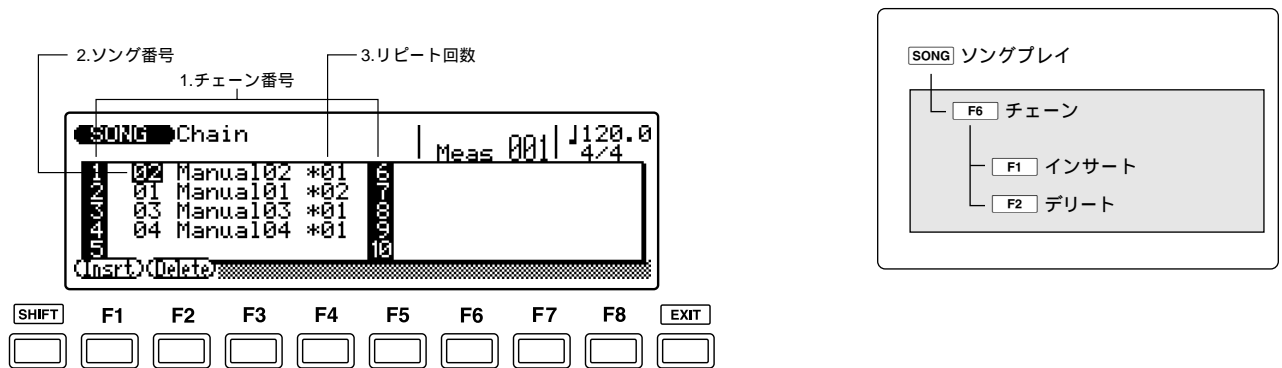 2.ソング番号
3.リピート回数
1.チェーン番号
SONG Chain
Meas 001 ♩120.0
4/4
1 02 Manual02 *01 6
2 01 Manual01 *02 7
3 03 Manual03 *01 8
4 04 Manual04 *01 9
5 10
Insrt Delete
SHIFT F1 F2 F3 F4 F5 F6 F7 F8 EXIT
SONG ソングプレイ
F6 チェーン
F1 インサート
F2 デリート